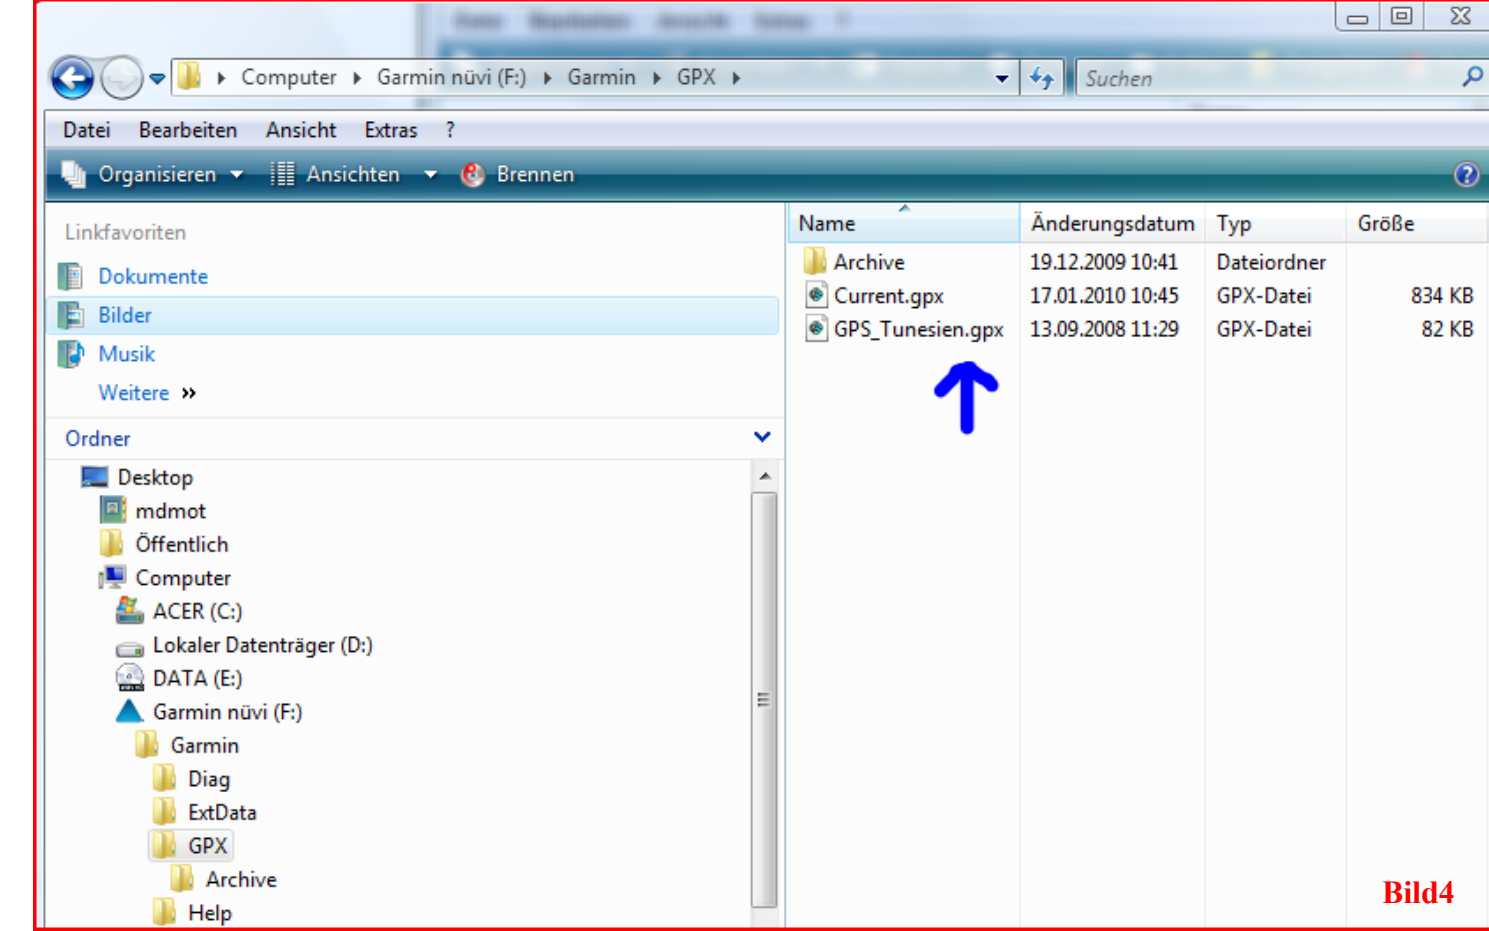 Computer Garmin nüvi (F:) Garmin GPX
Suchen
Datei Bearbeiten Ansicht Extras ?
Organisieren Ansichten Brennen ?
Linkfavoriten
Dokumente
Bilder
Musik
Weitere »
Ordner
Desktop
mdmot
Öffentlich
Computer
ACER (C:)
Lokaler Datenträger (D:)
DATA (E:)
Garmin nüvi (F:)
Garmin
Diag
ExtData
GPX
Archive
Help
Name Änderungsdatum Typ Größe
Archive 19.12.2009 10:41 Dateiordner
Current.gpx 17.01.2010 10:45 GPX-Datei 834 KB
GPS_Tunesien.gpx 13.09.2008 11:29 GPX-Datei 82 KB
Bild4